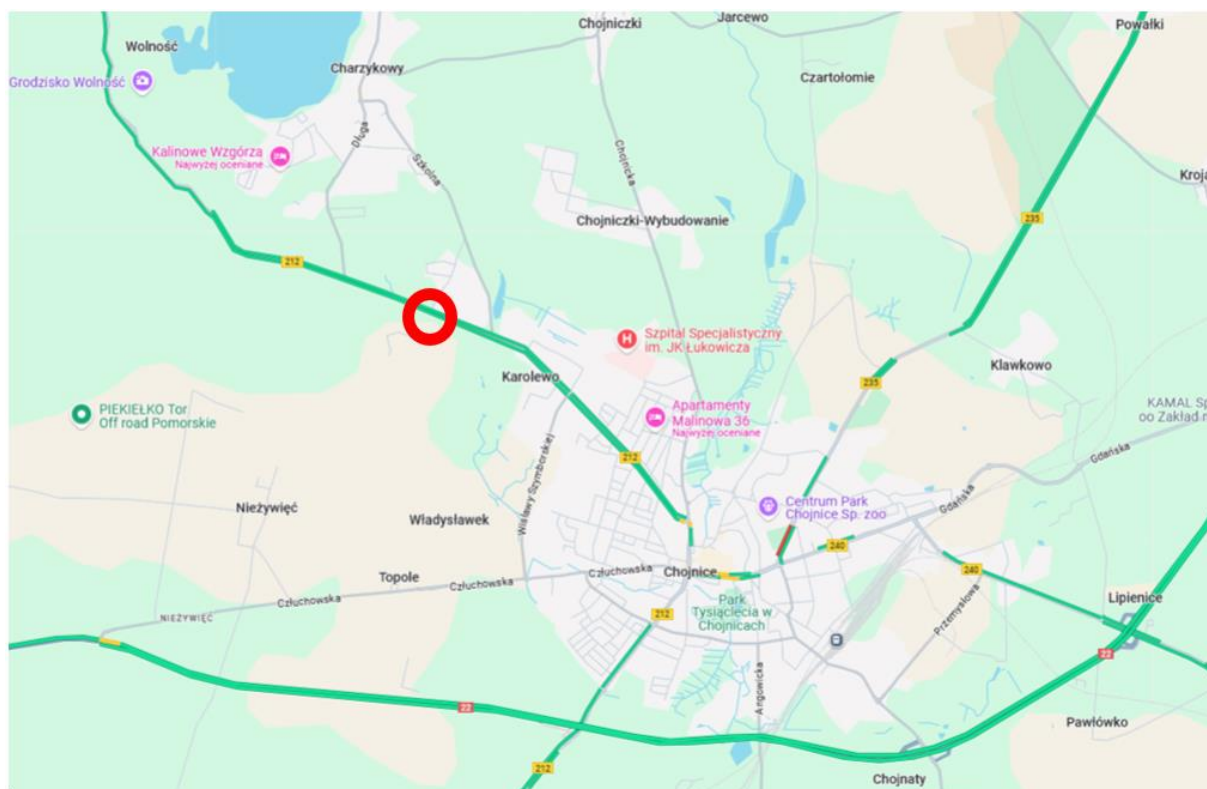 Chojniczki
Jarcewo
Powałki
Wolność
Charzykowy
Grodzisko Wolność
Czartołomie
Długa
Kalinowe Wzgórza
Najwyżej oceniane
Szkolna
Chojnicka
Kroja
Chojniczki-Wybudowanie
235
212
Szpital Specjalistyczny
im. JK Łukowicza
H
Karolewo
Klawkowo
235
PIEKIEŁKO Tor
Off road Pomorskie
Apartamenty
Malinowa 36
Najwyżej oceniane
KAMAL Sp
oo Zakład r
212
Gdańska
Wisławy Szymborskiej
Nieżywięć
Władysławek
Centrum Park
Chojnice Sp. zoo
Gdańska
240
Topole
Człuchowska
Człuchowska
Chojnice
240
Człuchowska
Park
Tysiąclecia w
Chojnicach
Przemysłowa
Lipienice
NIEŻYWIĘĆ
212
22
Angowicka
22
Pawłówko
212
Chojnaty